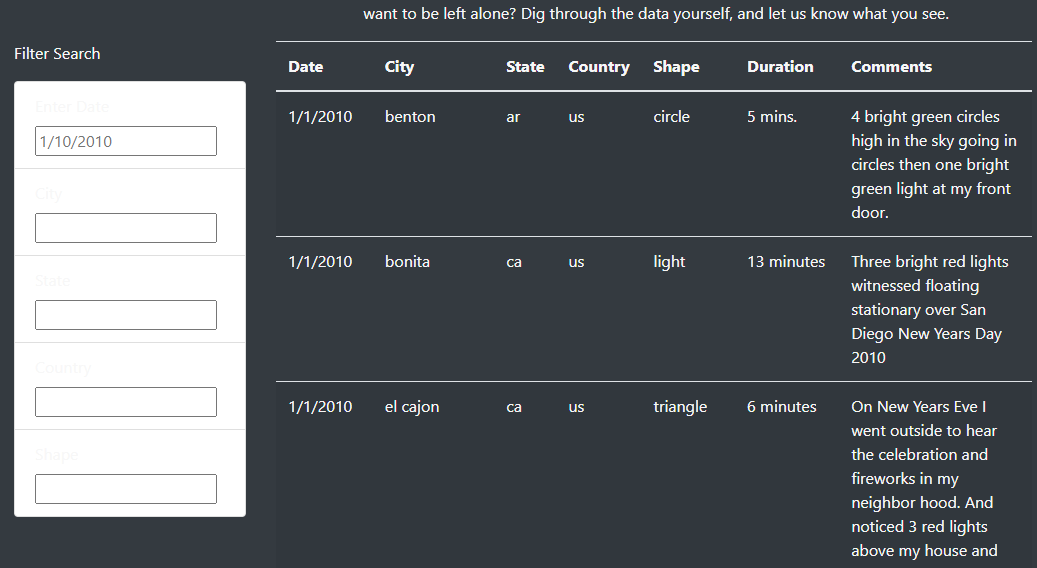 want to be left alone? Dig through the data yourself, and let us know what you see.
Filter Search
Enter Date
1/10/2010
City
State
Country
Shape
Date City State Country Shape Duration Comments
1/1/2010 benton ar us circle 5 mins. 4 bright green circles
high in the sky going in
circles then one bright
green light at my front
door.
1/1/2010 bonita ca us light 13 minutes Three bright red lights
witnessed floating
stationary over San
Diego New Years Day
2010
1/1/2010 el cajon ca us triangle 6 minutes On New Years Eve I
went outside to hear
the celebration and
fireworks in my
neighbor hood. And
noticed 3 red lights
above my house and